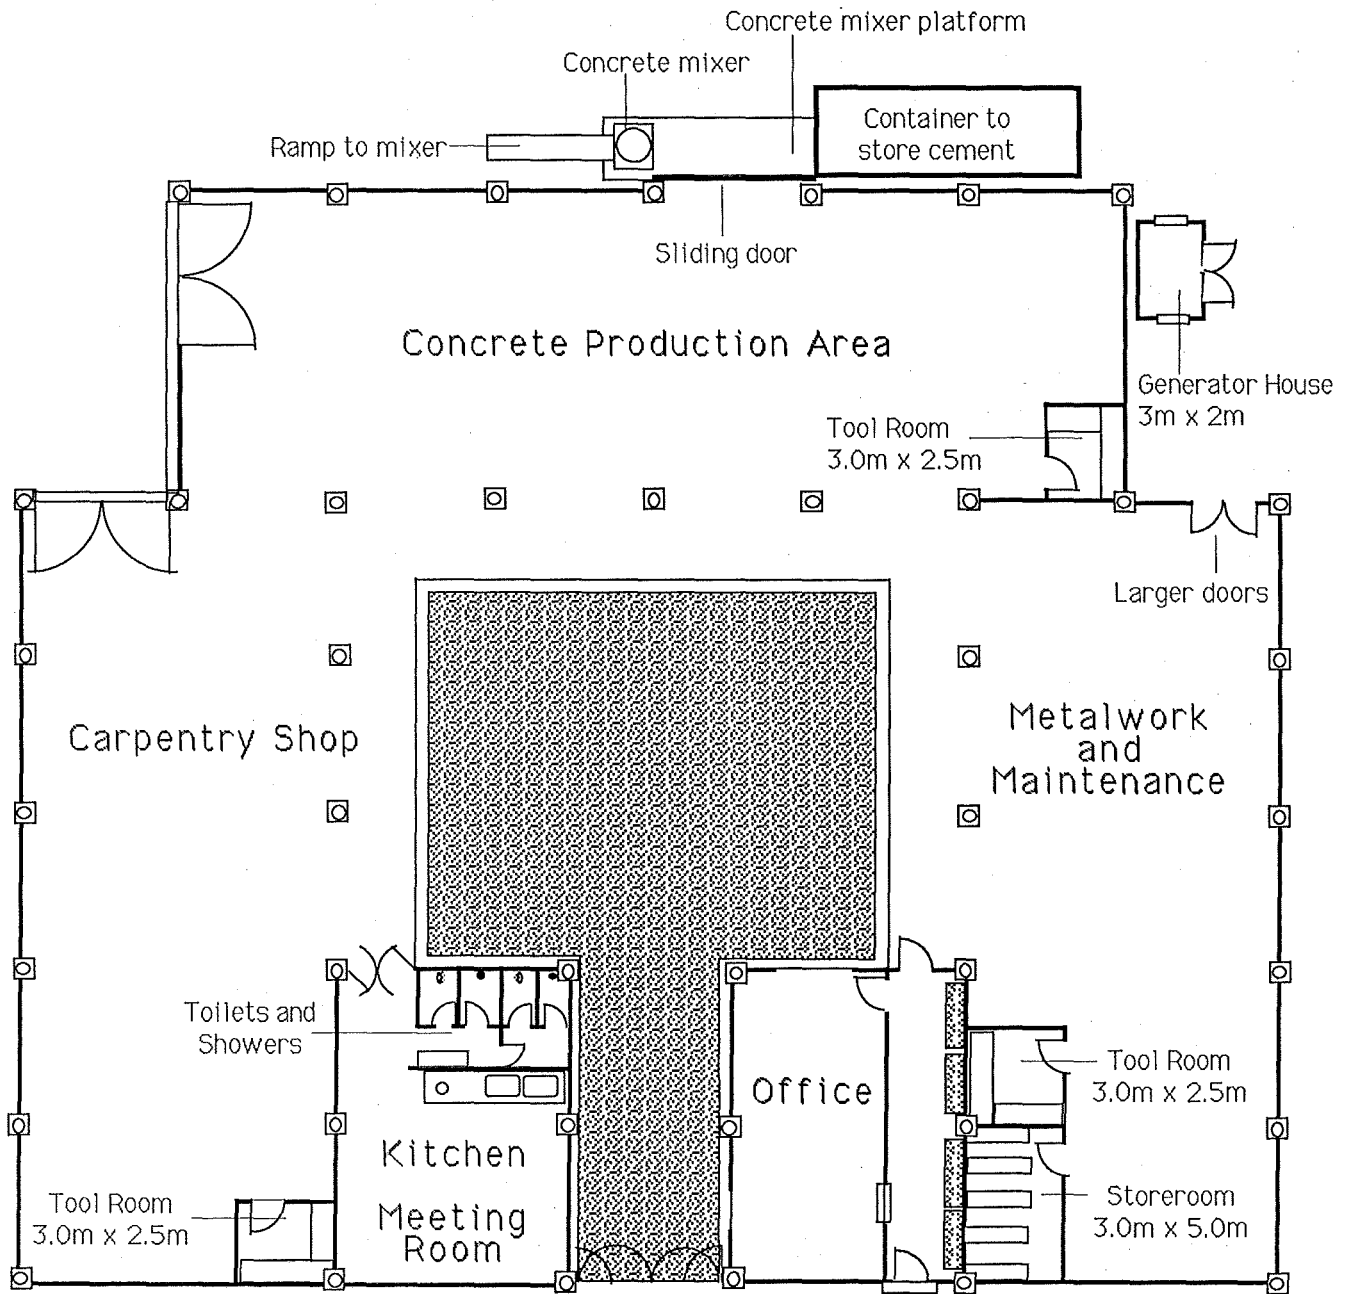 Concrete mixer platform
Concrete mixer
Container to
store cement
Ramp to mixer
Sliding door
Concrete Production Area
Generator House
3m x 2m
Tool Room
3.0m x 2.5m
Larger doors
Carpentry Shop
Metalwork
and
Maintenance
Toilets and
Showers
Office
Tool Room
3.0m x 2.5m
Kitchen
Meeting
Room
Tool Room
3.0m x 2.5m
Storeroom
3.0m x 5.0m